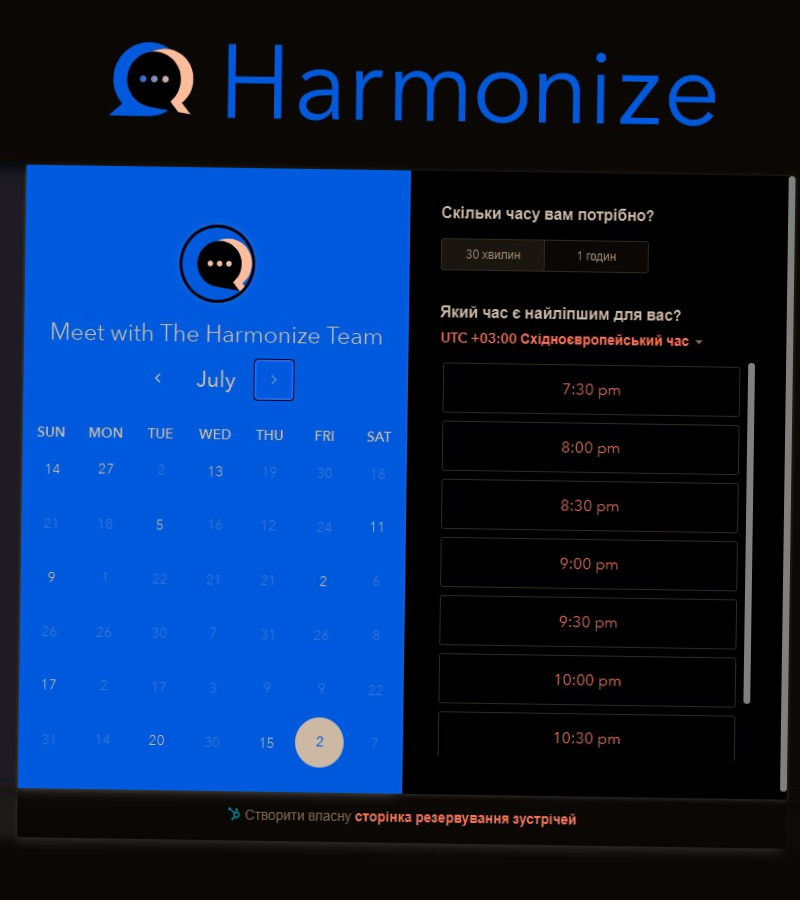 Harmonize
Meet with The Harmonize Team
July
SUN MON TUE WED THU FRI SAT
14 27 2 13 19 30 18
21 18 5 16 12 24 11
9 1 22 21 21 2 6
26 26 30 7 31 26 8
17 2 17 3 9 9 22
31 14 20 30 15 2 7
Скільки часу вам потрібно?
30 хвилин 1 годин
Який час є найліпшим для вас?
UTC +03:00 Східноєвропейський час
7:30 pm
8:00 pm
8:30 pm
9:00 pm
9:30 pm
10:00 pm
10:30 pm
Створити власну сторінка резервування зустрічей